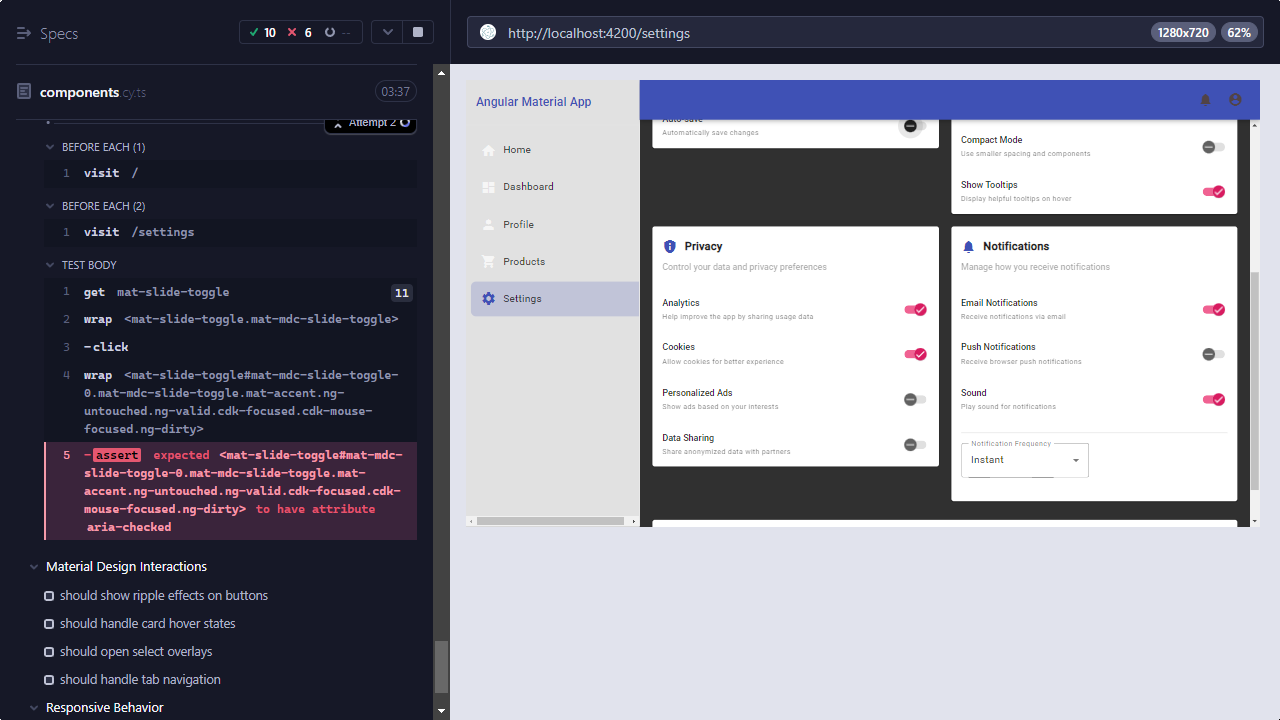 Specs
10 6 --
http://localhost:4200/settings
1280x720 62%
components.cy.ts 03:37
Attempt 2
BEFORE EACH (1)
1 visit /
BEFORE EACH (2)
1 visit /settings
TEST BODY
1 get mat-slide-toggle 11
2 wrap <mat-slide-toggle.mat-mdc-slide-toggle>
3 -click
4 wrap <mat-slide-toggle#mat-mdc-slide-toggle-
0.mat-mdc-slide-toggle.mat-accent.ng-
untouched.ng-valid.cdk-focused.cdk-mouse-
focused.ng-dirty>
5 -assert expected <mat-slide-toggle#mat-mdc-
slide-toggle-0.mat-mdc-slide-toggle.mat-
accent.ng-untouched.ng-valid.cdk-focused.cdk-
mouse-focused.ng-dirty> to have attribute
aria-checked
Material Design Interactions
should show ripple effects on buttons
should handle card hover states
should open select overlays
should handle tab navigation
Responsive Behavior
Angular Material App
Home
Dashboard
Profile
Products
Settings
Auto-save
Automatically save changes
Compact Mode
Use smaller spacing and components
Show Tooltips
Display helpful tooltips on hover
Privacy
Control your data and privacy preferences
Analytics
Help improve the app by sharing usage data
Cookies
Allow cookies for better experience
Personalized Ads
Show ads based on your interests
Data Sharing
Share anonymized data with partners
Notifications
Manage how you receive notifications
Email Notifications
Receive notifications via email
Push Notifications
Receive browser push notifications
Sound
Play sound for notifications
Notification Frequency
Instant